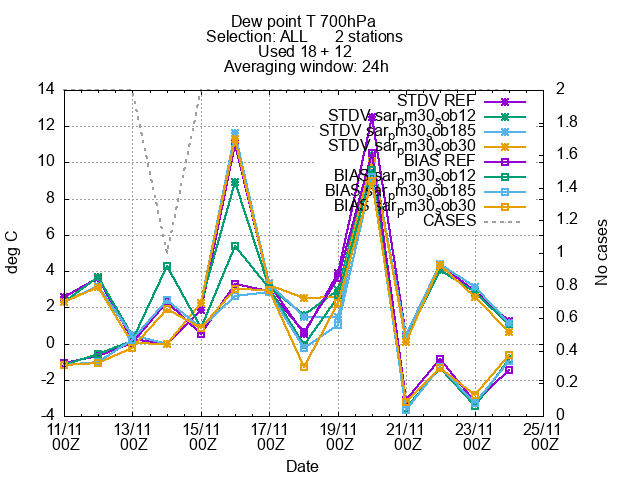 Dew point T 700hPa
Selection: ALL 2 stations
Used 18 + 12
Averaging window: 24h
STDV REF
STDV sar_pm30_sob12
STDV sar_pm30_sob185
STDV sar_pm30_sob30
BIAS REF
BIAS sar_pm30_sob12
BIAS sar_pm30_sob185
BIAS sar_pm30_sob30
CASES
14
12
10
8
6
4
2
0
-2
-4
deg C
2
1.8
1.6
1.4
1.2
1
0.8
0.6
0.4
0.2
0
No cases
11/11 13/11 15/11 17/11 19/11 21/11 23/11 25/11
00Z 00Z 00Z 00Z 00Z 00Z 00Z 00Z
Date